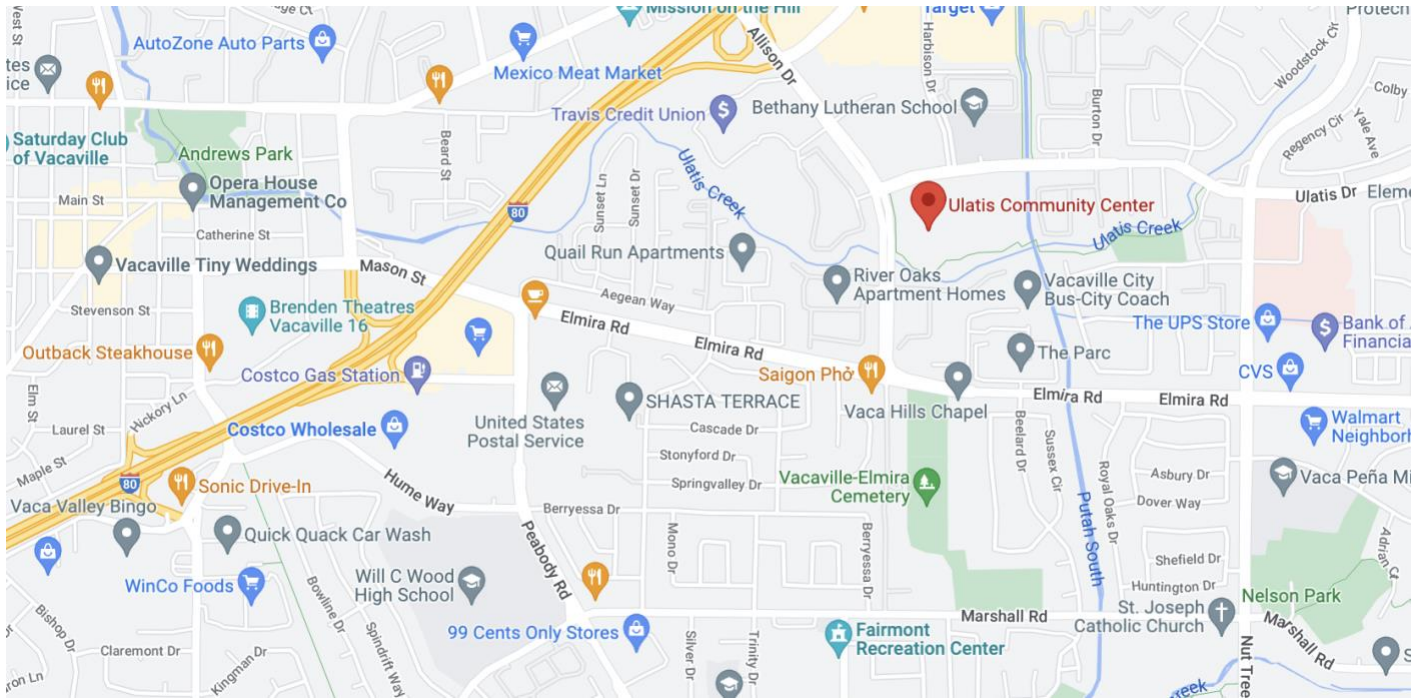 West St
Mission on the Hill
Target
Protech
AutoZone Auto Parts
Allison Dr
Harbison Dr
Woodstock Cir
Mexico Meat Market
Travis Credit Union
Bethany Lutheran School
Burton Dr
Colby
Regency Cir
Yale Ave
Saturday Club
of Vacaville
Andrews Park
Beard St
Opera House
Management Co
Main St
Sunset Ln
Sunset Dr
Ulatis
Creek
Ulatis Community Center
Ulatis Dr
80
Catherine St
Ulatis Creek
Quail Run Apartments
Vacaville Tiny Weddings
Mason St
River Oaks
Apartment Homes
Vacaville City
Bus-City Coach
Stevenson St
Brenden Theatres
Vacaville 16
Aegean Way
Elmira Rd
The UPS Store
Bank of
Financia
Outback Steakhouse
Elmira Rd
The Parc
Costco Gas Station
Saigon Phở
CVS
Elm St
Hickory Ln
SHASTA TERRACE
Vaca Hills Chapel
Elmira Rd
Elmira Rd
United States
Postal Service
Laurel St
Costco Wholesale
Cascade Dr
Walmart
Neighborh
Maple St
Stonyford Dr
Beelard Dr
Sussex Cir
80
Sonic Drive-In
Hume Way
Springvalley Dr
Vacaville-Elmira
Cemetery
Royal Oaks Dr
Asbury Dr
Vaca Peña Mi
Vaca Valley Bingo
Berryessa Dr
Dover Way
Putah South
Quick Quack Car Wash
Peabody Rd
Mono Dr
Berryessa Dr
Adrian Ct
Shefield Dr
WinCo Foods
Will C Wood
High School
Huntington Dr
Bowline Dr
Nelson Park
Bishop Dr
Marshall Rd
St. Joseph
Catholic Church
99 Cents Only Stores
Fairmont
Recreation Center
Marshall Rd
Claremont Dr
Spindrift Way
Silver Dr
Trinity Dr
Nut Tree
Kingman Dr
Creek